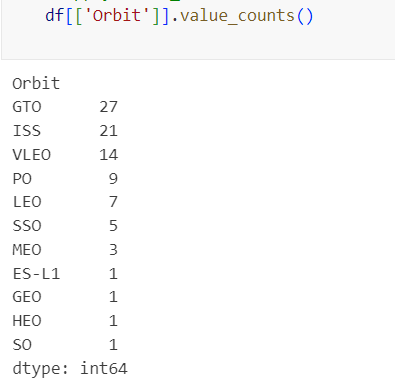 df[['Orbit']].value_counts()
Orbit
GTO 27
ISS 21
VLEO 14
PO 9
LEO 7
SSO 5
MEO 3
ES-L1 1
GEO 1
HEO 1
SO 1
dtype: int64